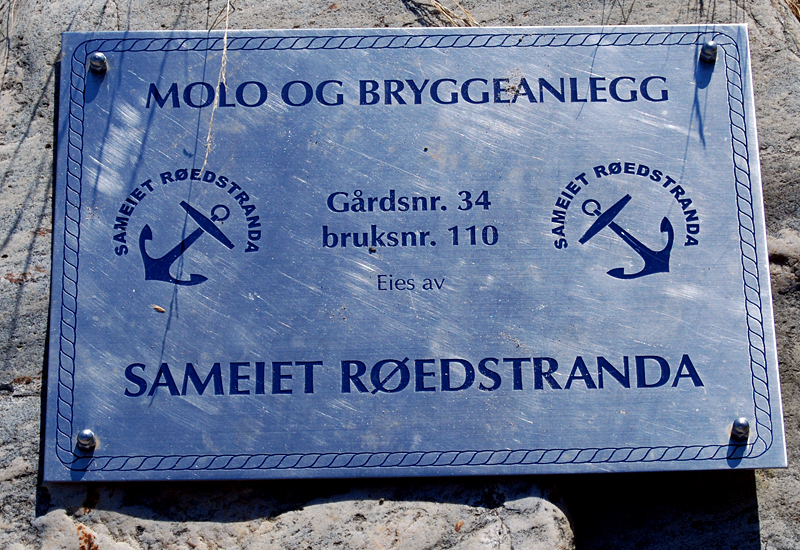 MOLO OG BRYGGEANLEGG
SAMEIET RØEDSTRANDA
Gårdsnr. 34
bruksnr. 110
SAMEIET RØEDSTRANDA
Eies av
SAMEIET RØEDSTRANDA